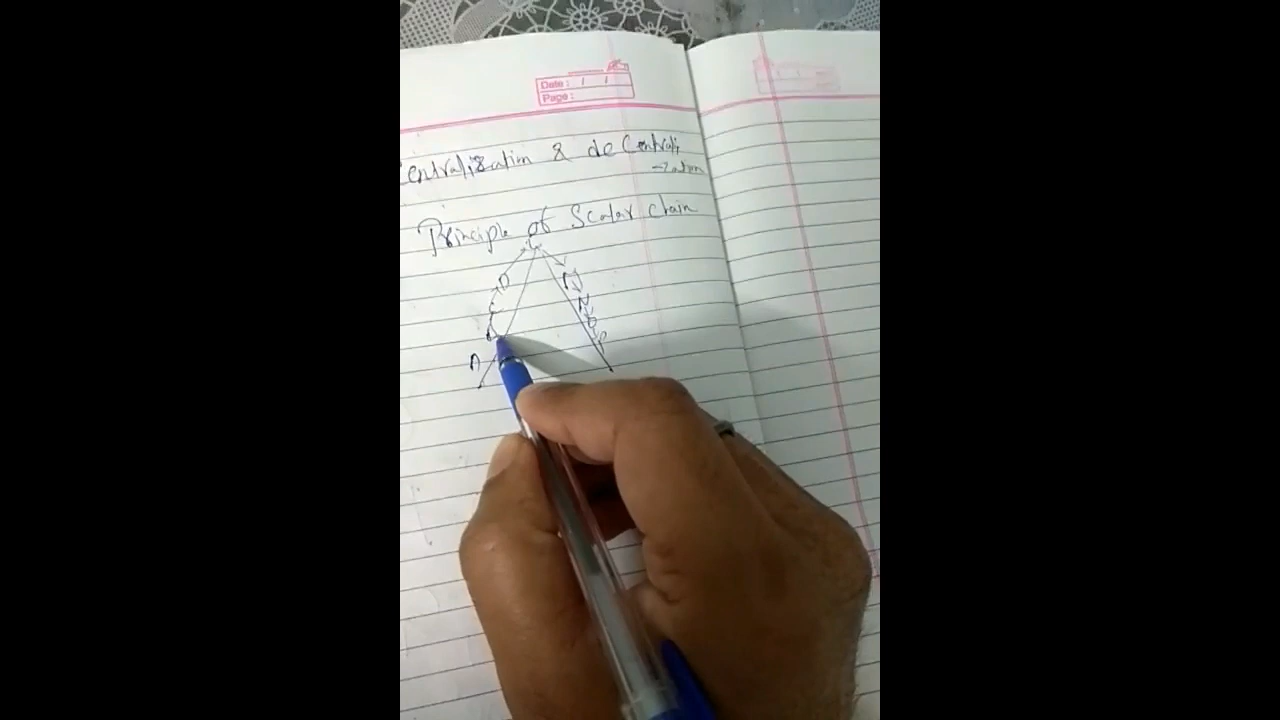 Date: / /
Page:
entralization & de Centrali
-zation
Principle of Scalar chain
D
C
A
N